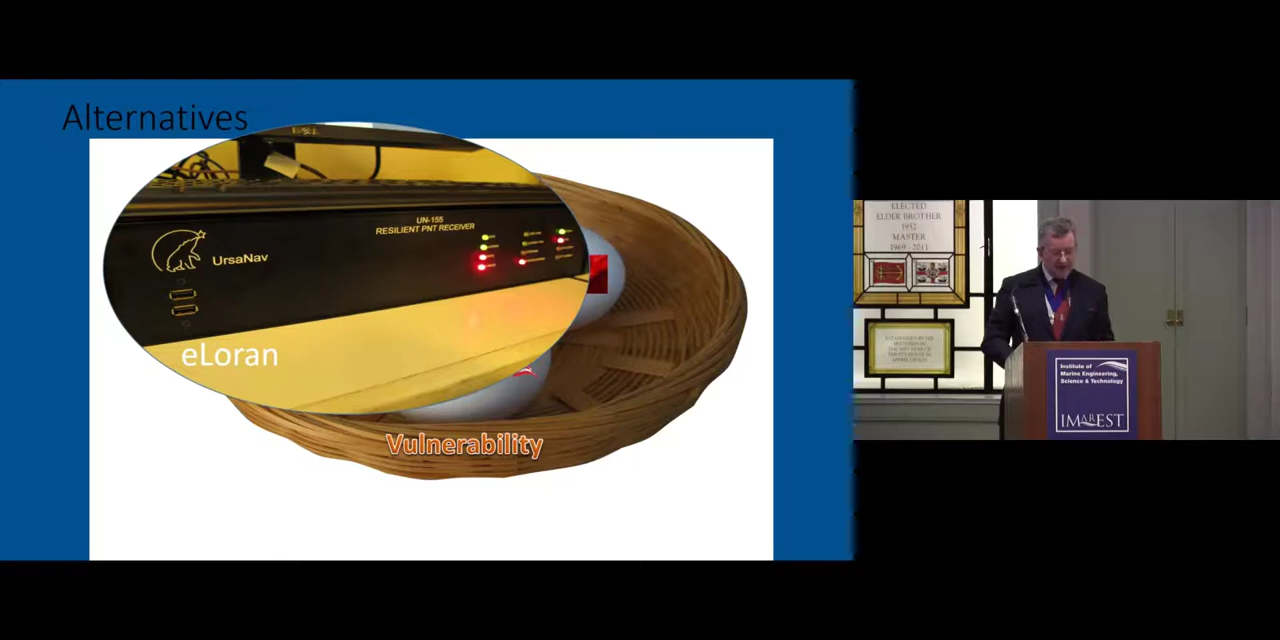 Alternatives
UN-155
RESILIENT PNT RECEIVER
UrsaNav
eLoran
Vulnerability
ELECTED
ELDER BROTHER
1952
MASTER
1969 - 2011
Institute of
Marine Engineering,
Science & Technology
IMarEST